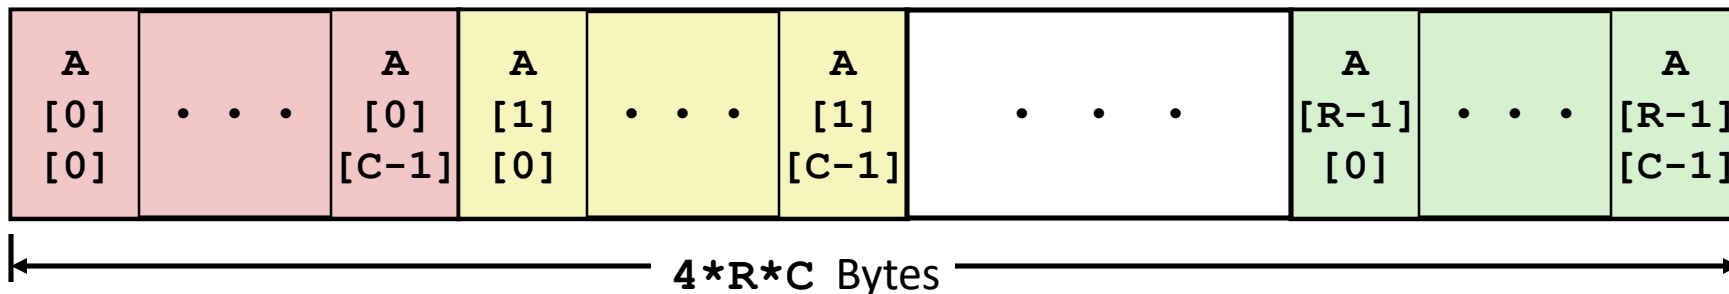 A A A A A A
[0] • • • [0] [1] • • • [1] • • • [R-1] • • • [R-1]
[0] [C-1] [0] [C-1] [0] [C-1]
4*R*C Bytes